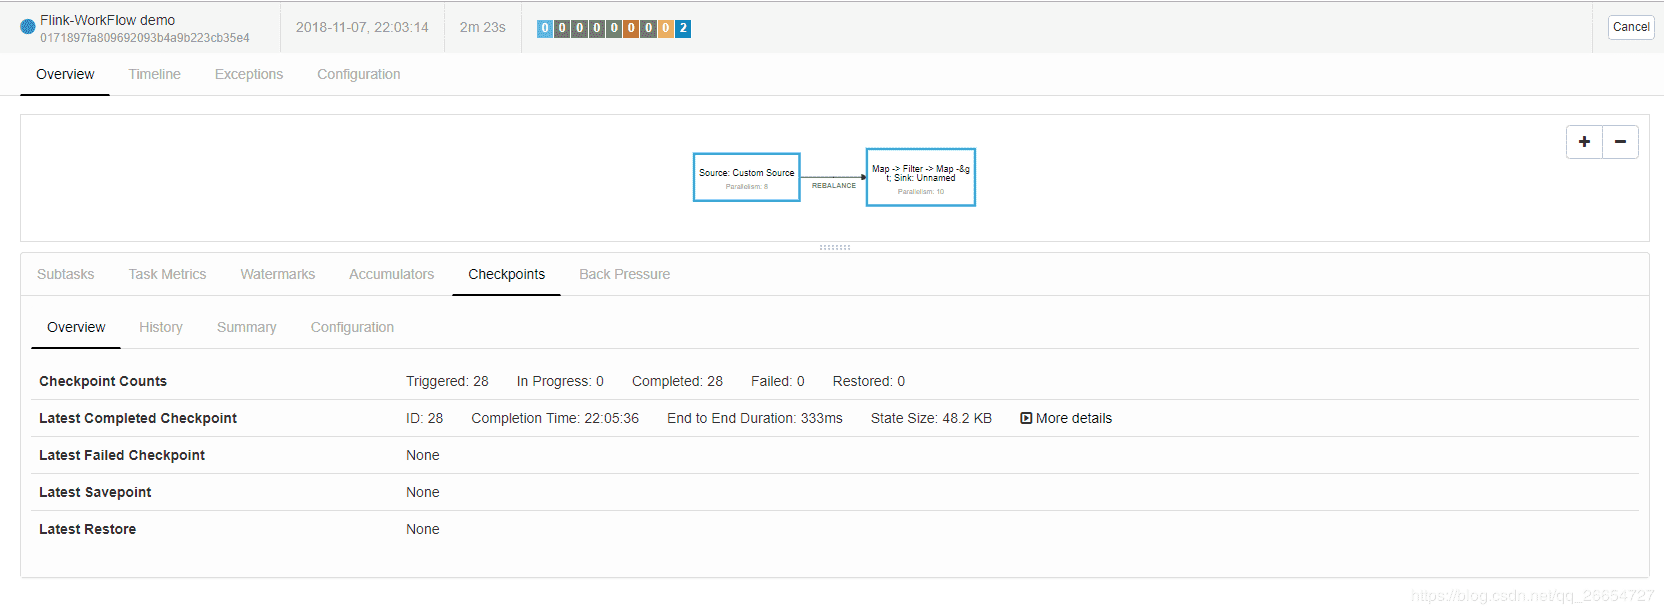 Flink-WorkFlow demo
0171897fa809692093b4a9b223cb35e4
2018-11-07, 22:03:14
2m 23s
0 0 0 0 0 0 0 0 2
Cancel
Overview Timeline Exceptions Configuration
+ −
Source: Custom Source
Parallelism: 8
REBALANCE
Map -> Filter -> Map -&g
t; Sink: Unnamed
Parallelism: 10
Subtasks Task Metrics Watermarks Accumulators Checkpoints Back Pressure
Overview History Summary Configuration
Checkpoint Counts Triggered: 28 In Progress: 0 Completed: 28 Failed: 0 Restored: 0
Latest Completed Checkpoint ID: 28 Completion Time: 22:05:36 End to End Duration: 333ms State Size: 48.2 KB More details
Latest Failed Checkpoint None
Latest Savepoint None
Latest Restore None
https://blog.csdn.net/qq_26654727